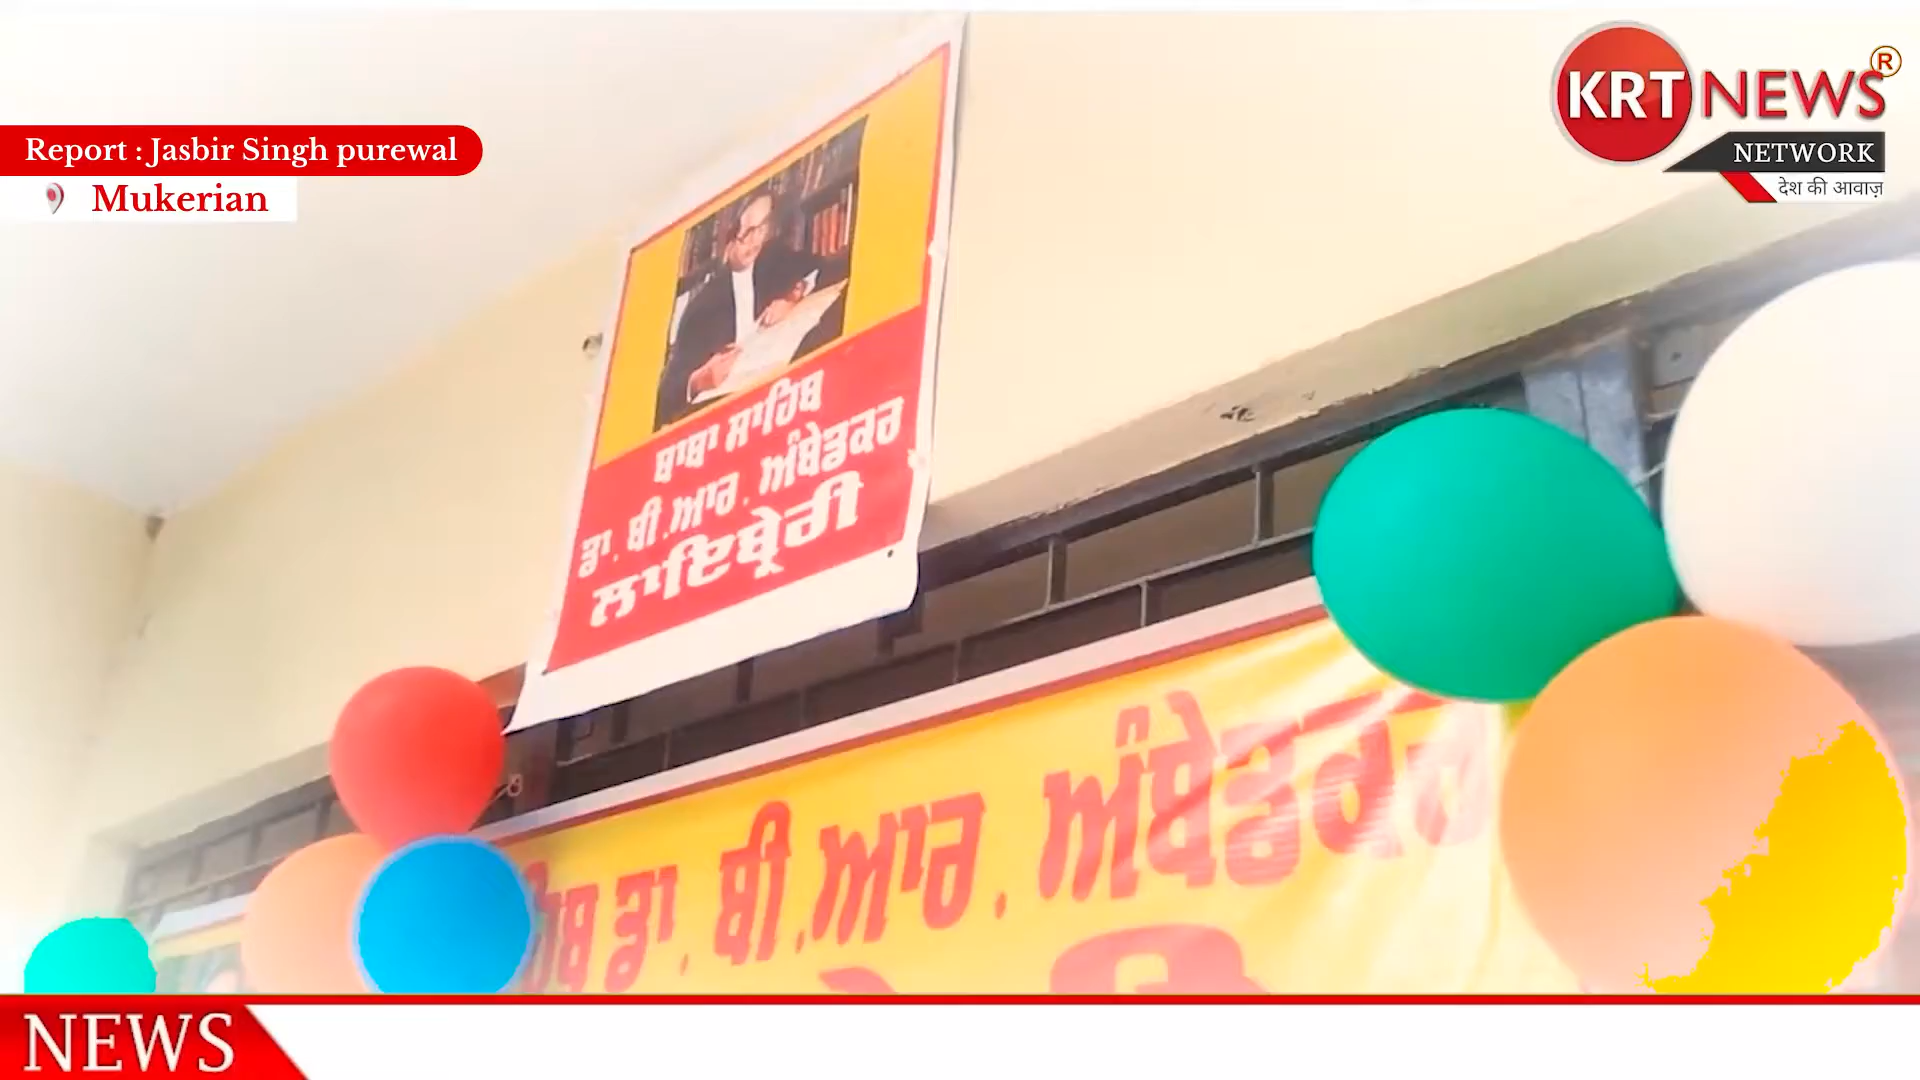 Report : Jasbir Singh purewal
Mukerian
KRT NEWS ®
NETWORK
देश की आवाज़
ਬਾਬਾ ਸਾਹਿਬ
ਡਾ. ਬੀ.ਆਰ. ਅੰਬੇਡਕਰ
ਲਾਇਬ੍ਰੇਰੀ
ਡਾ. ਬੀ.ਆਰ. ਅੰਬੇਡਕਰ
NEWS